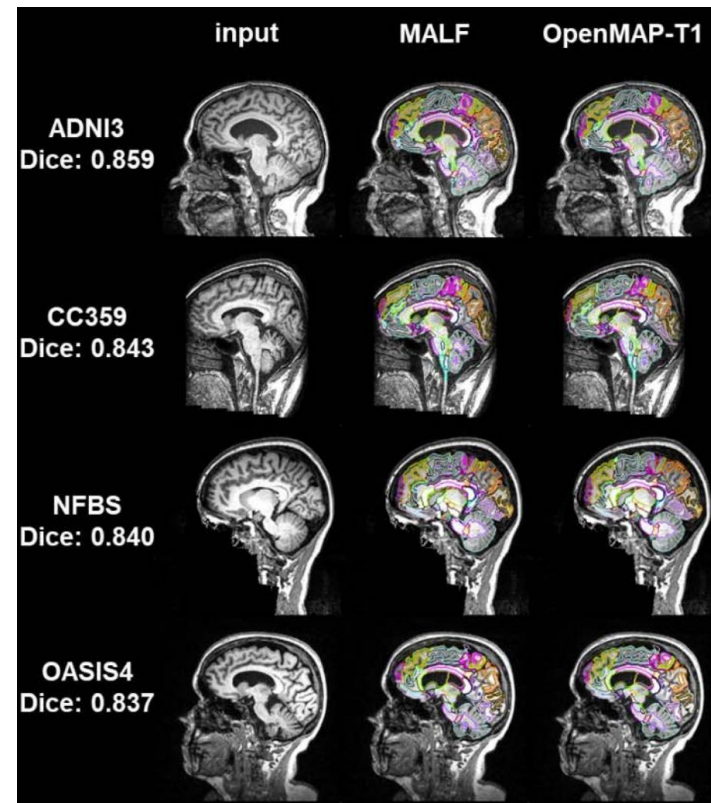 input MALF OpenMAP-T1
ADNI3
Dice: 0.859
CC359
Dice: 0.843
NFBS
Dice: 0.840
OASIS4
Dice: 0.837